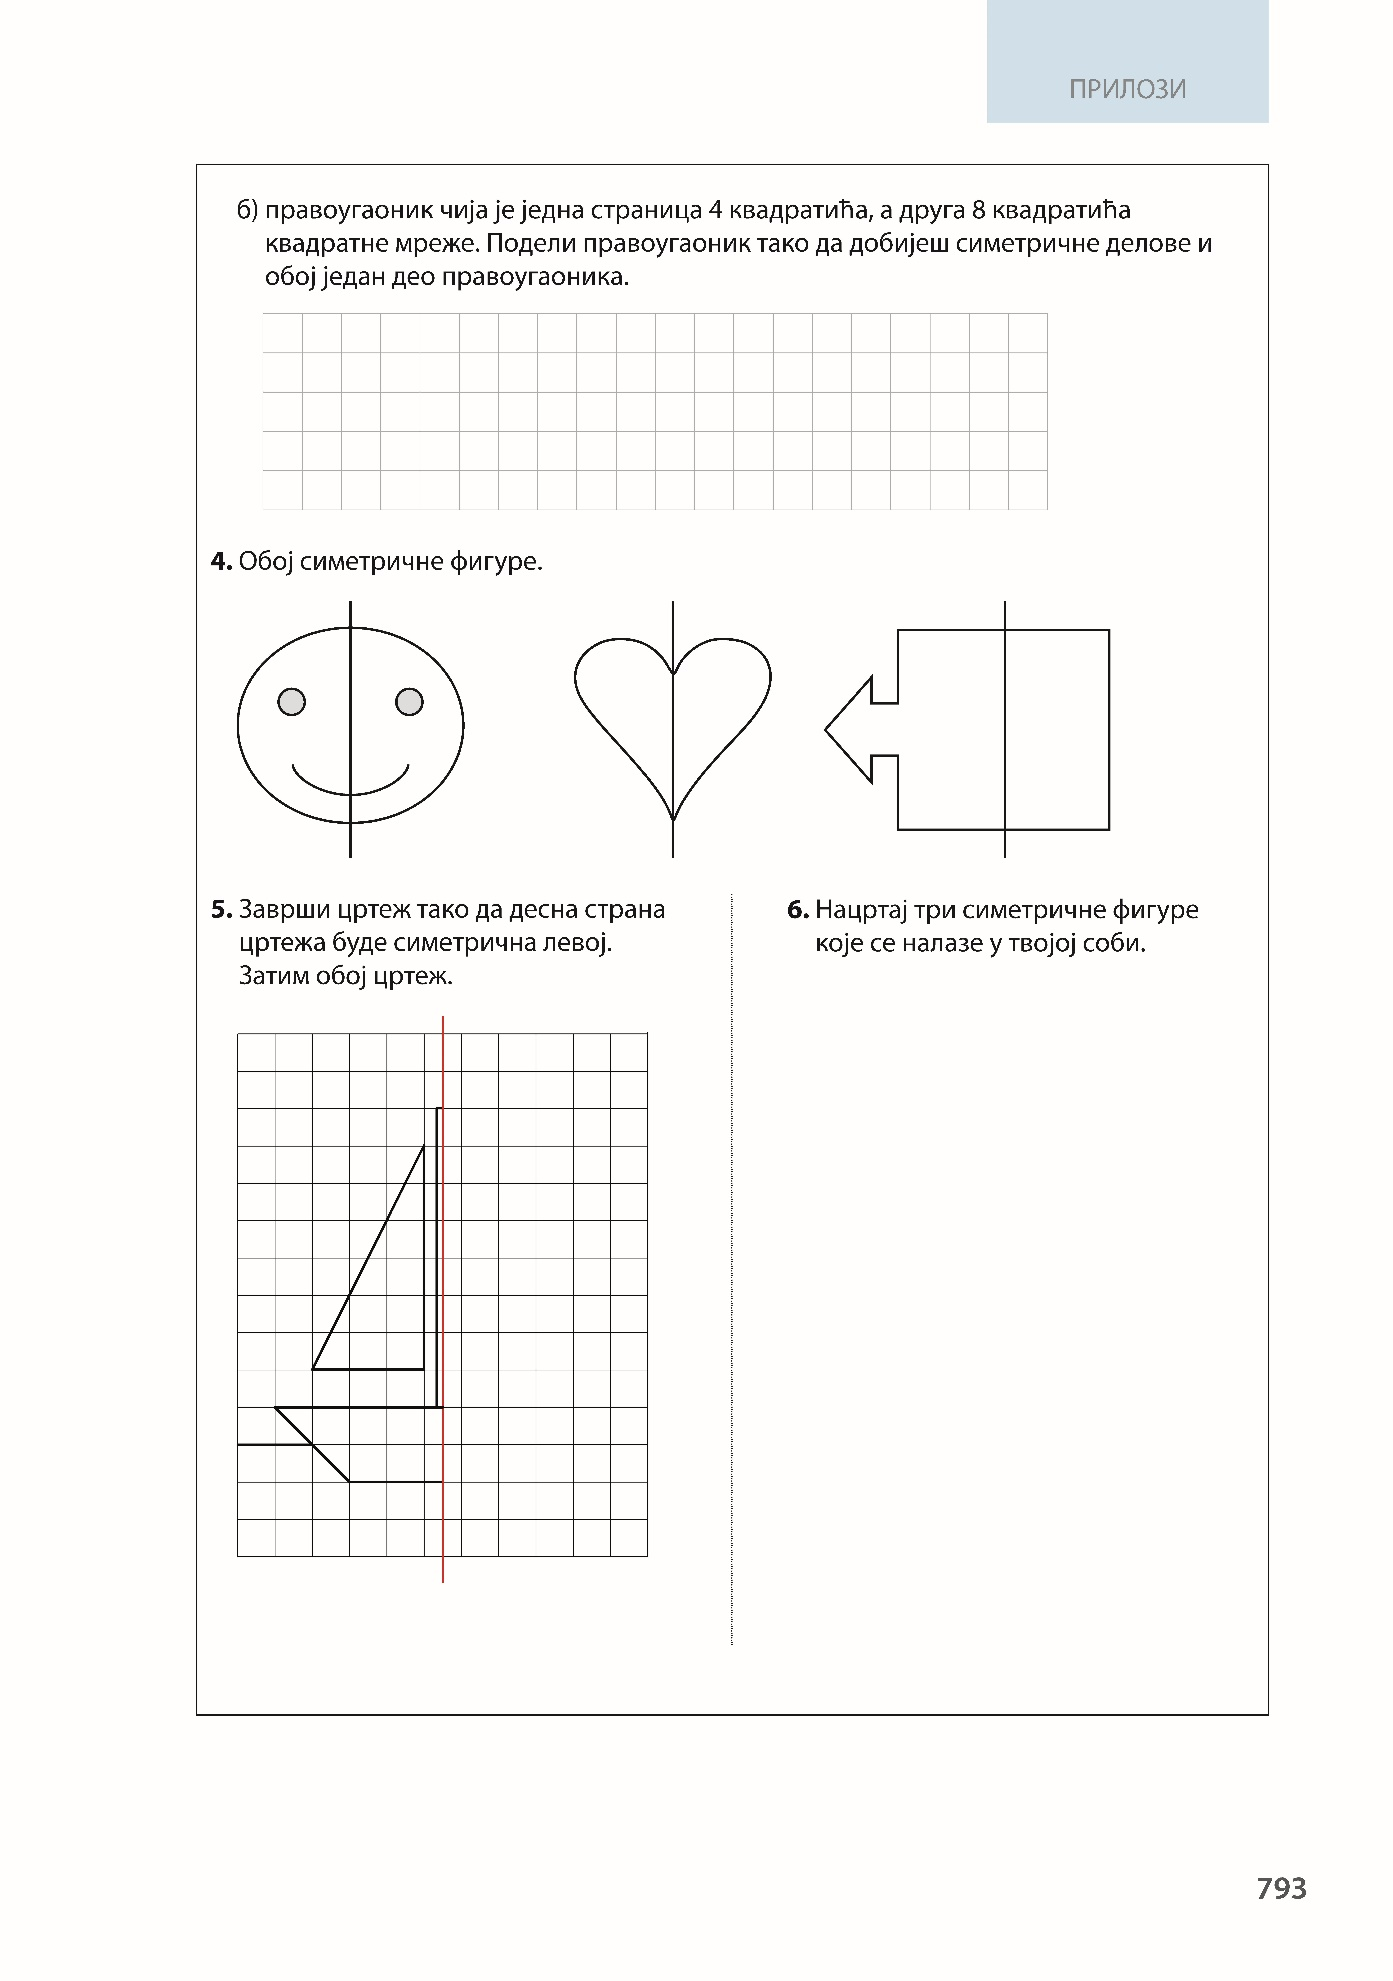 ПРИЛОЗИ
б) правоугаоник чија је једна страница 4 квадратића, а друга 8 квадратића
квадратне мреже. Подели правоугаоник тако да добијеш симетричне делове и
обој један део правоугаоника.
4. Обој симетричне фигуре.
5. Заврши цртеж тако да десна страна
цртежа буде симетрична левој.
Затим обој цртеж.
6. Нацртај три симетричне фигуре
које се налазе у твојој соби.
793